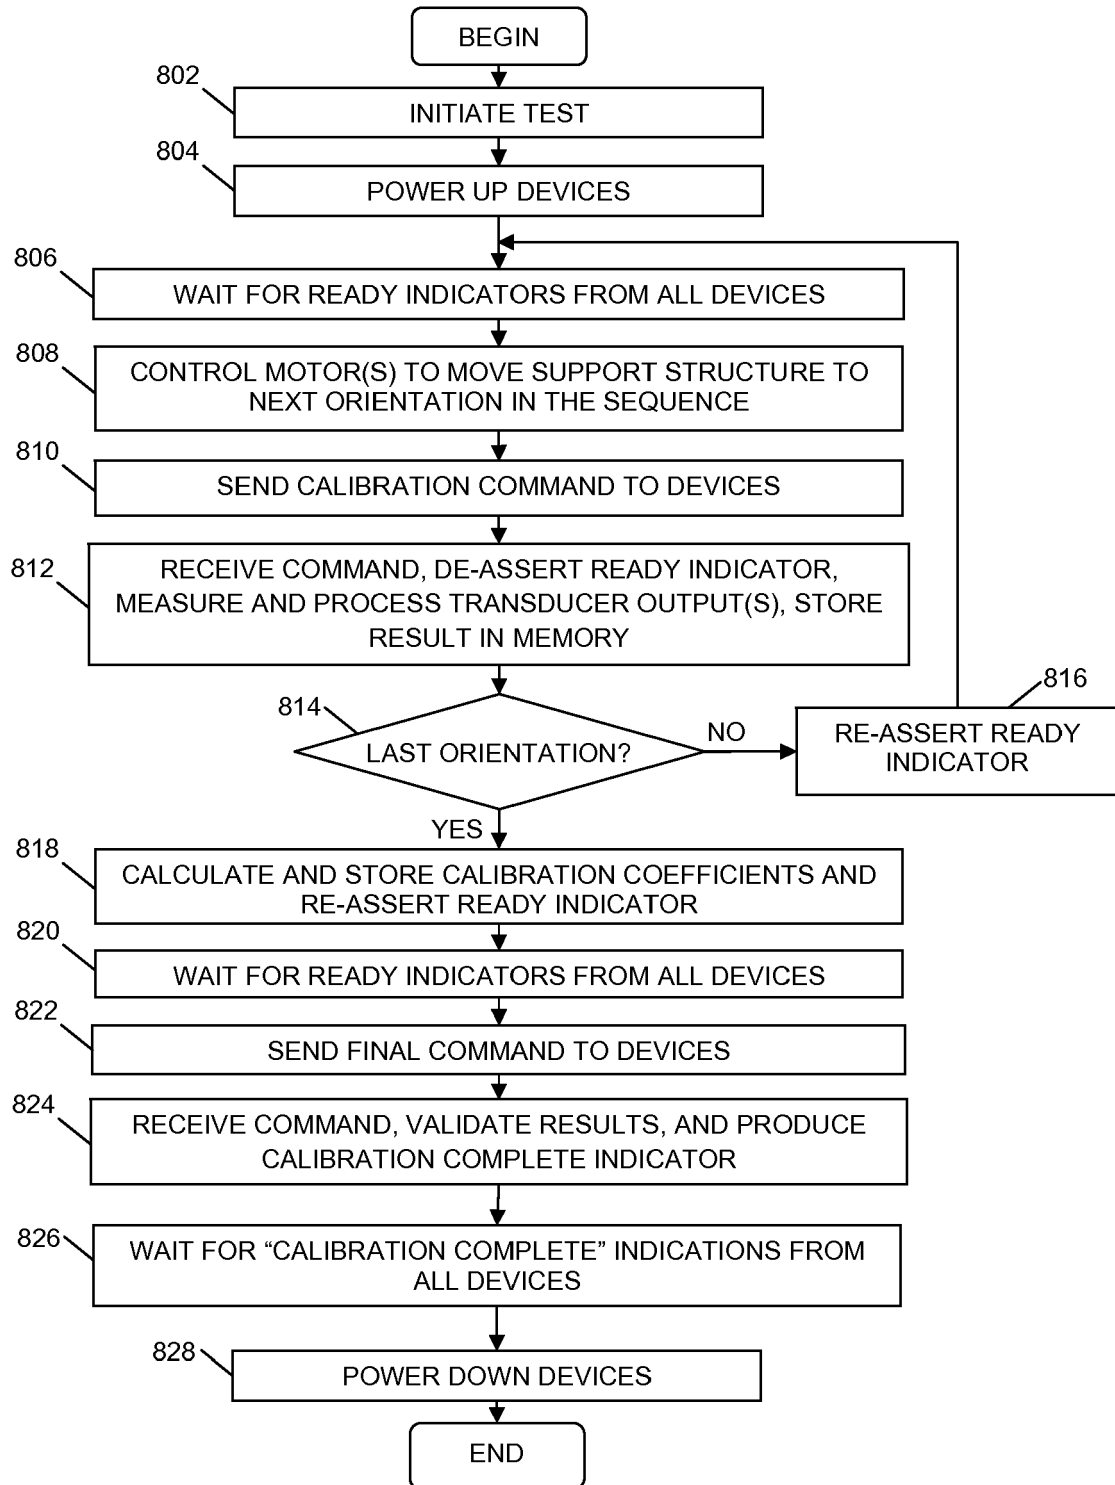 BEGIN
802
INITIATE TEST
804
POWER UP DEVICES
806
WAIT FOR READY INDICATORS FROM ALL DEVICES
808
CONTROL MOTOR(S) TO MOVE SUPPORT STRUCTURE TO
NEXT ORIENTATION IN THE SEQUENCE
810
SEND CALIBRATION COMMAND TO DEVICES
812
RECEIVE COMMAND, DE-ASSERT READY INDICATOR,
MEASURE AND PROCESS TRANSDUCER OUTPUT(S), STORE
RESULT IN MEMORY
814
LAST ORIENTATION?
NO
816
RE-ASSERT READY
INDICATOR
YES
818
CALCULATE AND STORE CALIBRATION COEFFICIENTS AND
RE-ASSERT READY INDICATOR
820
WAIT FOR READY INDICATORS FROM ALL DEVICES
822
SEND FINAL COMMAND TO DEVICES
824
RECEIVE COMMAND, VALIDATE RESULTS, AND PRODUCE
CALIBRATION COMPLETE INDICATOR
826
WAIT FOR “CALIBRATION COMPLETE” INDICATIONS FROM
ALL DEVICES
828
POWER DOWN DEVICES
END